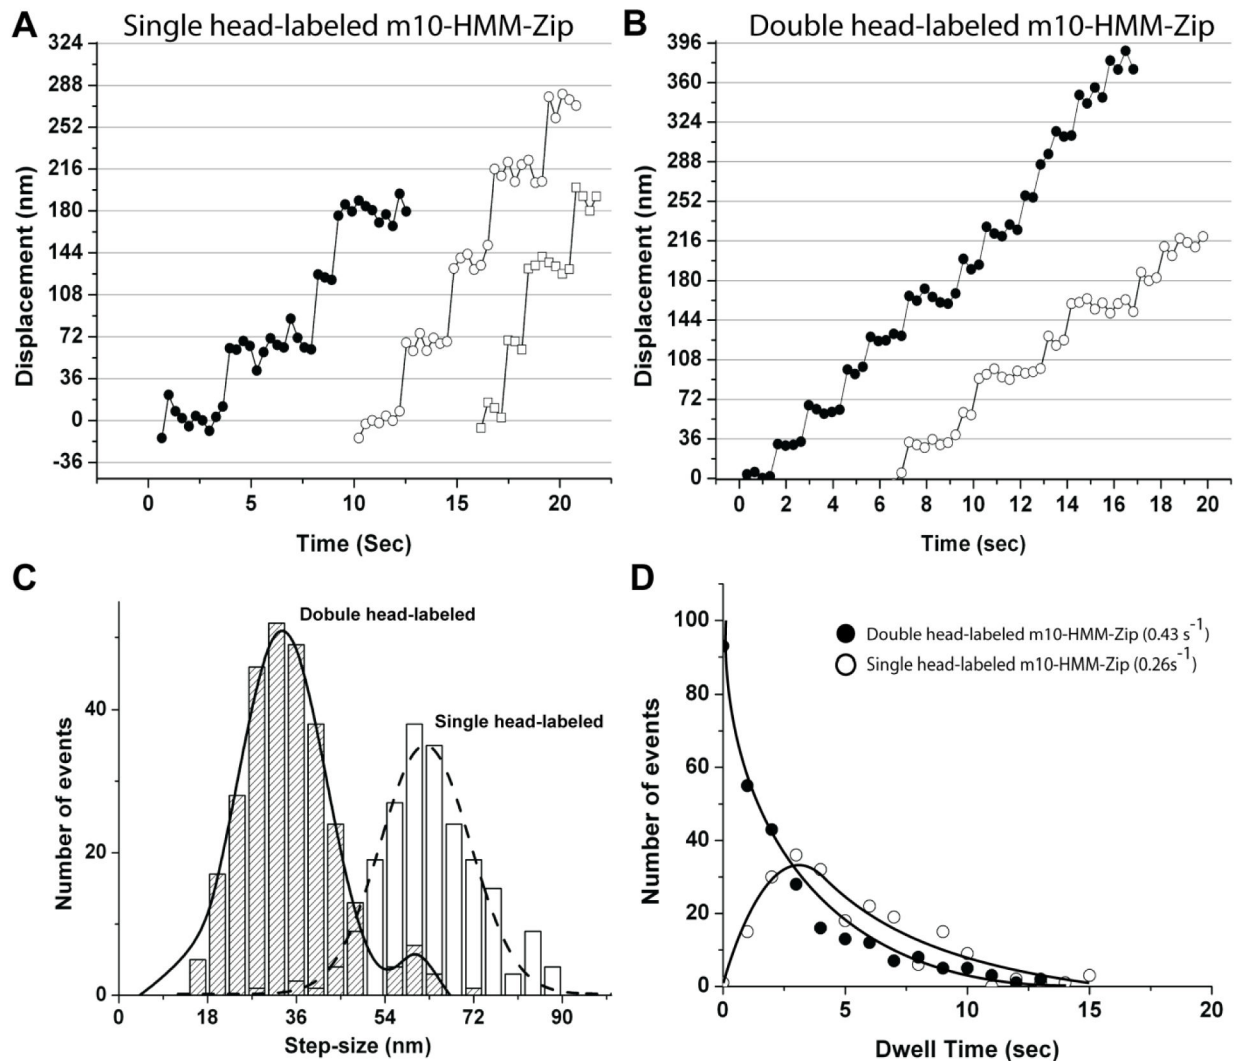 A
Single head-labeled m10-HMM-Zip
324
288
252
216
180
144
108
72
36
0
-36
Displacement (nm)
0 5 10 15 20
Time (Sec)
B
Double head-labeled m10-HMM-Zip
396
360
324
288
252
216
180
144
108
72
36
0
Displacement (nm)
0 2 4 6 8 10 12 14 16 18 20
Time (sec)
C
Dobule head-labeled
Single head-labeled
40
20
0
Number of events
0 18 36 54 72 90
Step-size (nm)
D
Double head-labeled m10-HMM-Zip (0.43 s-1)
Single head-labeled m10-HMM-Zip (0.26s-1)
100
80
60
40
20
0
Number of events
0 5 10 15 20
Dwell Time (sec)